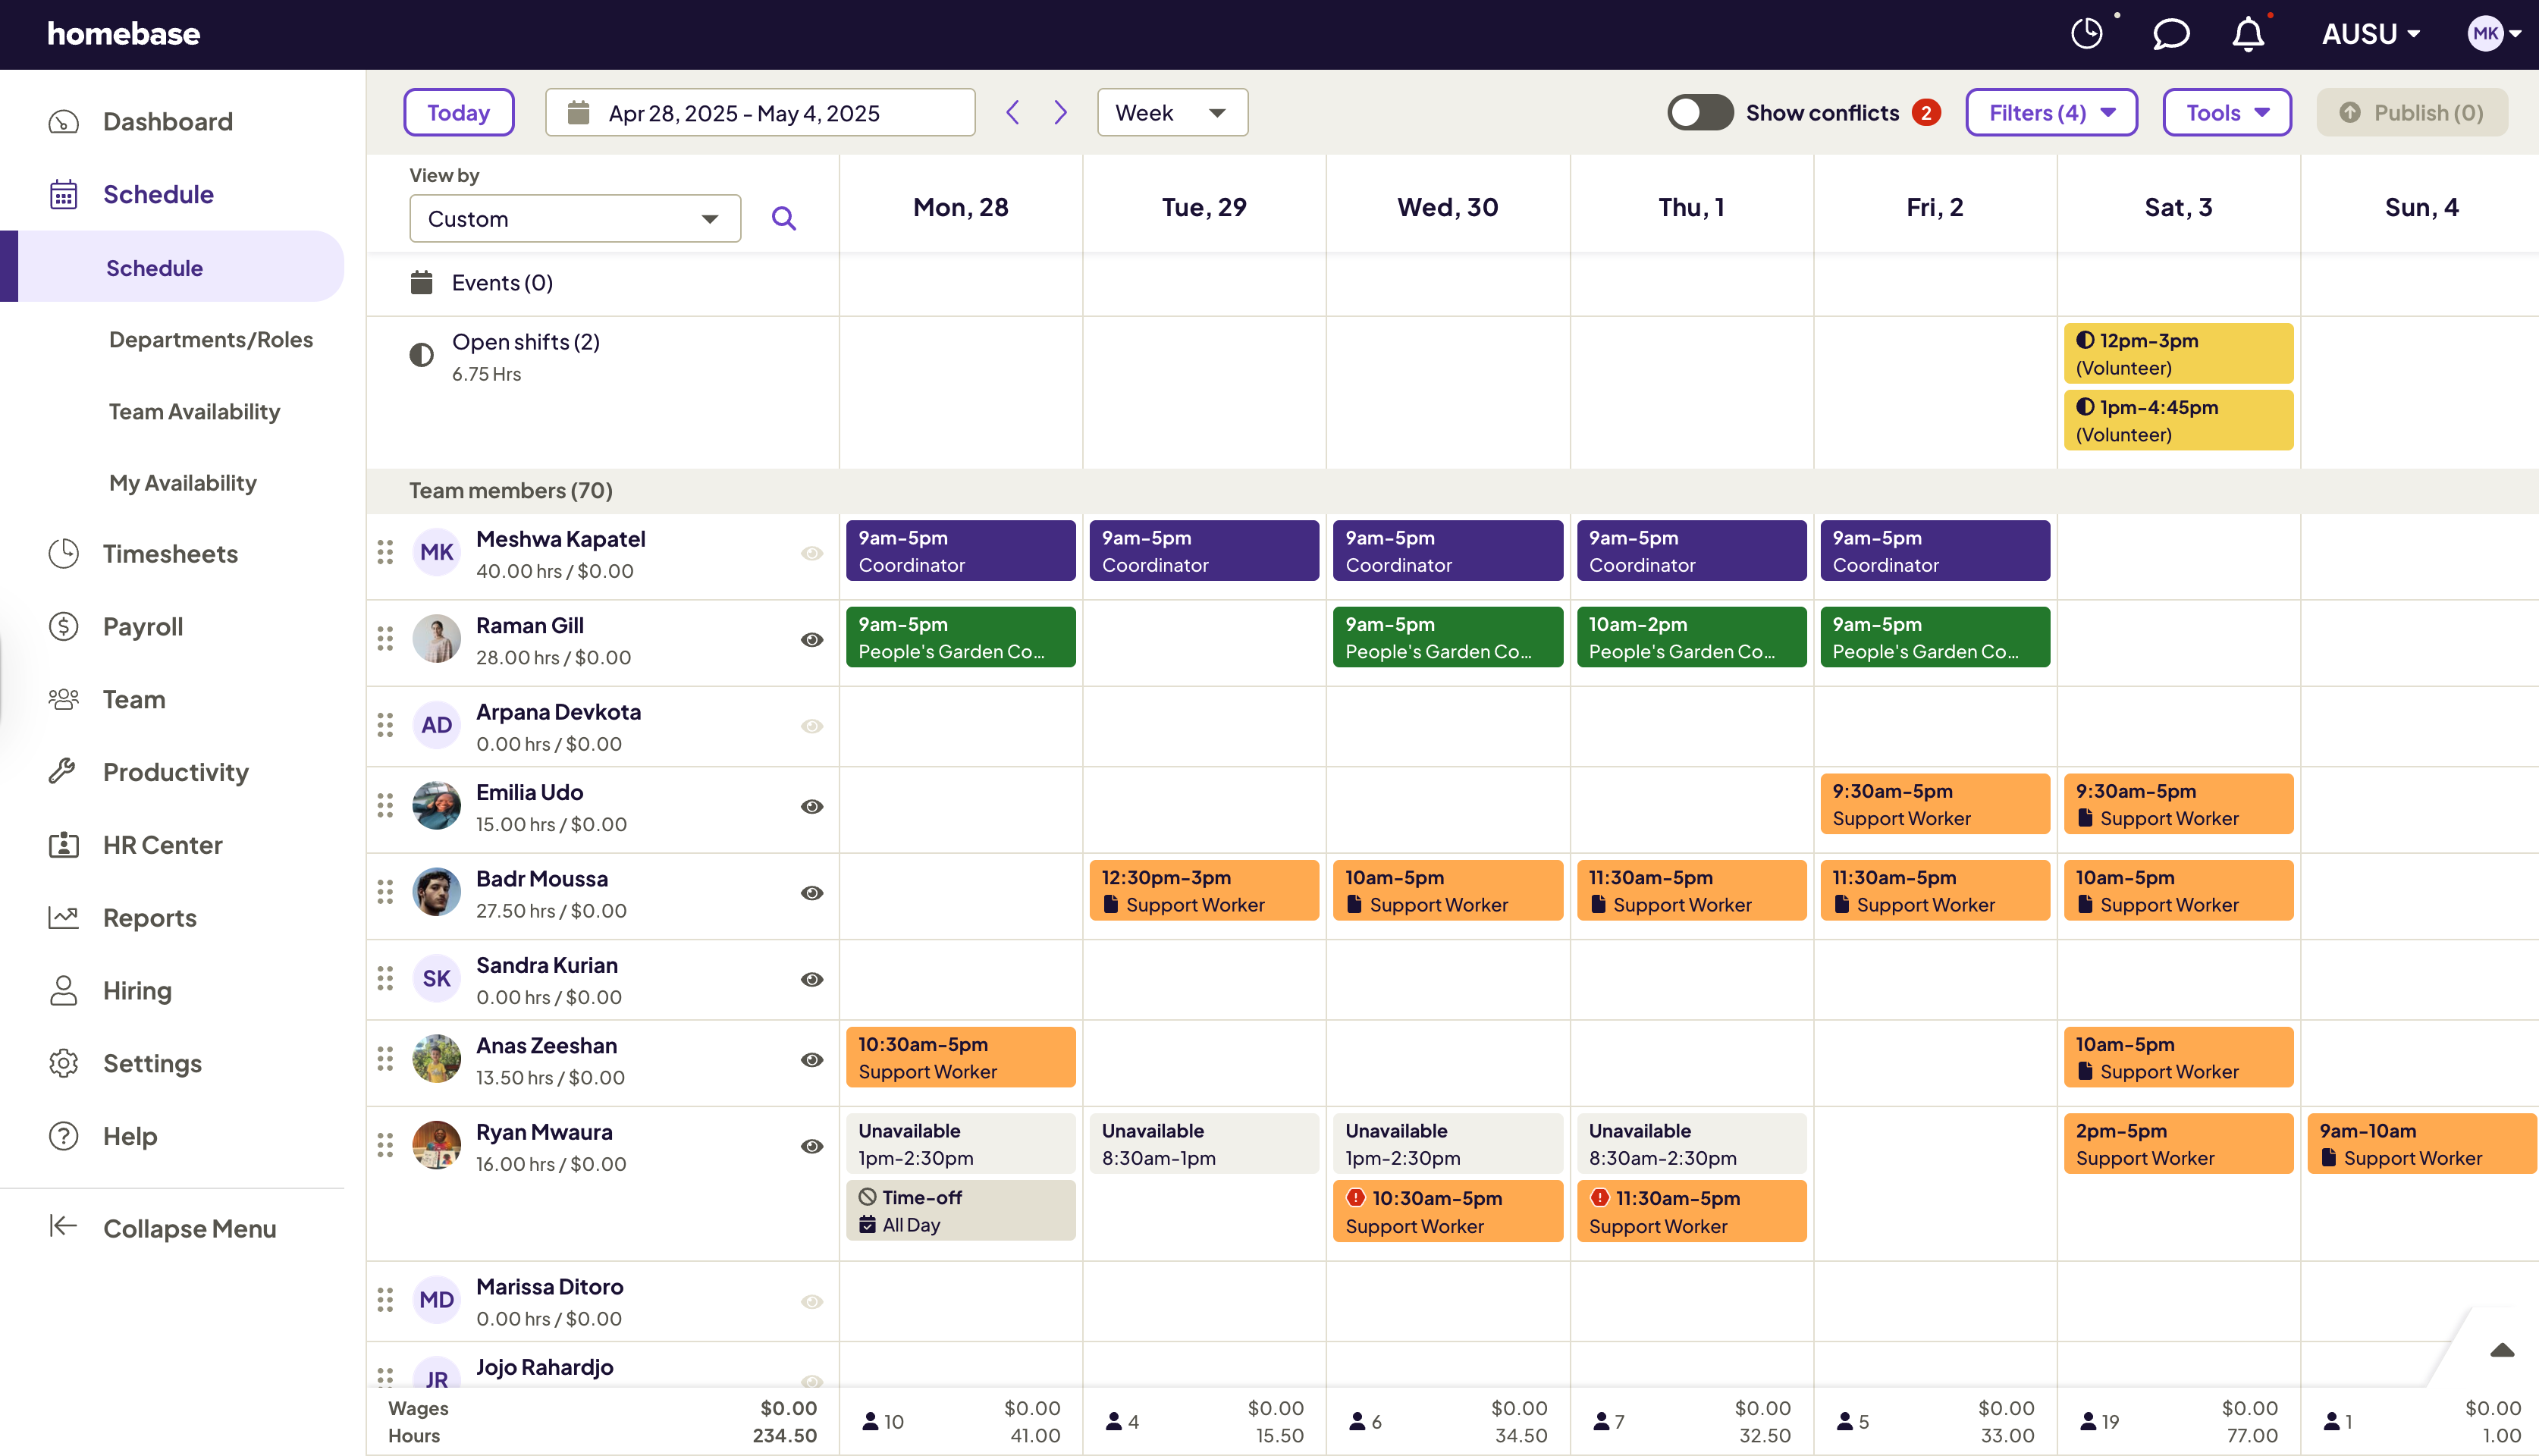 homebase
AUSU
MK
Dashboard
Schedule
Schedule
Departments/Roles
Team Availability
My Availability
Timesheets
Payroll
Team
Productivity
HR Center
Reports
Hiring
Settings
Help
Collapse Menu
Today
Apr 28, 2025 - May 4, 2025
Week
Show conflicts 2
Filters (4)
Tools
Publish (0)
View by
Custom
Mon, 28
Tue, 29
Wed, 30
Thu, 1
Fri, 2
Sat, 3
Sun, 4
Events (0)
Open shifts (2)
6.75 Hrs
12pm-3pm
(Volunteer)
1pm-4:45pm
(Volunteer)
Team members (70)
MK
Meshwa Kapatel
40.00 hrs / $0.00
9am-5pm
Coordinator
9am-5pm
Coordinator
9am-5pm
Coordinator
9am-5pm
Coordinator
9am-5pm
Coordinator
Raman Gill
28.00 hrs / $0.00
9am-5pm
People's Garden Co...
9am-5pm
People's Garden Co...
10am-2pm
People's Garden Co...
9am-5pm
People's Garden Co...
AD
Arpana Devkota
0.00 hrs / $0.00
Emilia Udo
15.00 hrs / $0.00
9:30am-5pm
Support Worker
9:30am-5pm
Support Worker
Badr Moussa
27.50 hrs / $0.00
12:30pm-3pm
Support Worker
10am-5pm
Support Worker
11:30am-5pm
Support Worker
11:30am-5pm
Support Worker
10am-5pm
Support Worker
SK
Sandra Kurian
0.00 hrs / $0.00
Anas Zeeshan
13.50 hrs / $0.00
10:30am-5pm
Support Worker
10am-5pm
Support Worker
Ryan Mwaura
16.00 hrs / $0.00
Unavailable
1pm-2:30pm
Time-off
All Day
Unavailable
8:30am-1pm
Unavailable
1pm-2:30pm
10:30am-5pm
Support Worker
Unavailable
8:30am-2:30pm
11:30am-5pm
Support Worker
2pm-5pm
Support Worker
9am-10am
Support Worker
MD
Marissa Ditoro
0.00 hrs / $0.00
JR
Jojo Rahardjo
Wages
Hours
$0.00
234.50
10
$0.00
41.00
4
$0.00
15.50
6
$0.00
34.50
7
$0.00
32.50
5
$0.00
33.00
19
$0.00
77.00
1
$0.00
1.00